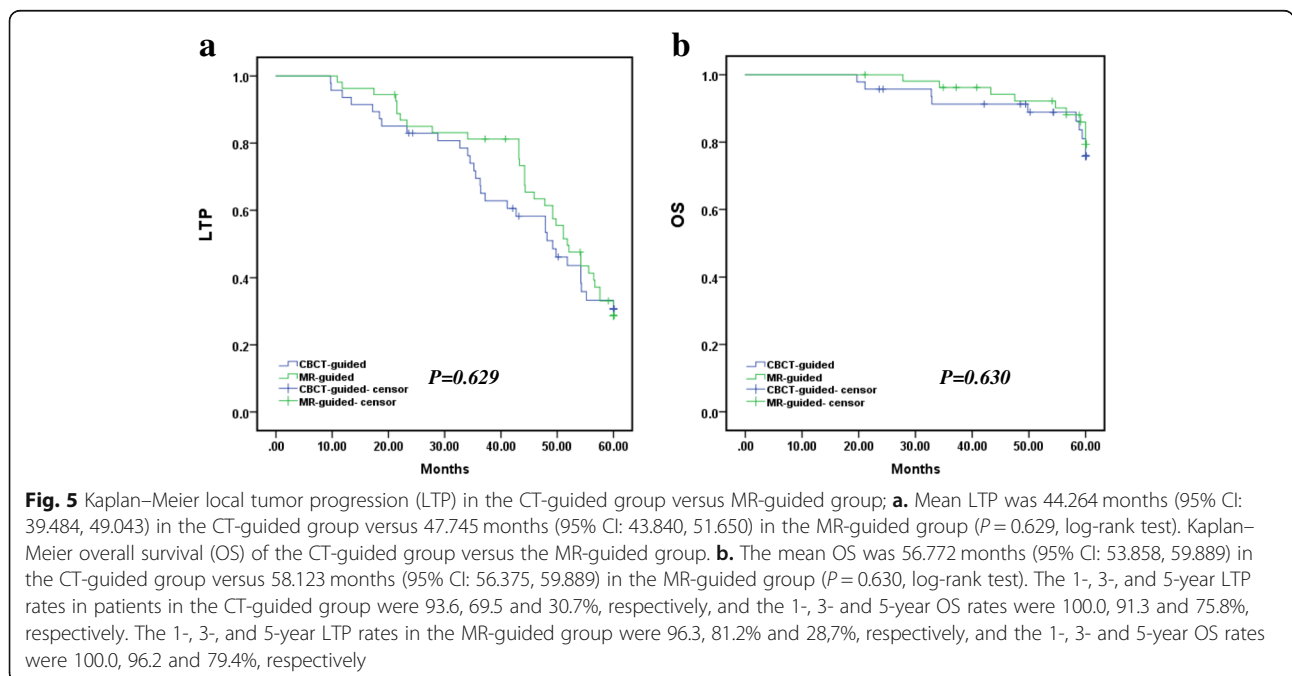 a
LTP
1.0
0.8
0.6
0.4
0.2
0.0
CBCT-guided
MR-guided
CBCT-guided- censor
MR-guided- censor
P=0.629
.00 10.00 20.00 30.00 40.00 50.00 60.00
Months
b
OS
1.0
0.8
0.6
0.4
0.2
0.0
CBCT-guided
MR-guided
CBCT-guided- censor
MR-guided- censor
P=0.630
.00 10.00 20.00 30.00 40.00 50.00 60.00
Months
Fig. 5 Kaplan–Meier local tumor progression (LTP) in the CT-guided group versus MR-guided group; a. Mean LTP was 44.264 months (95% CI:
39.484, 49.043) in the CT-guided group versus 47.745 months (95% CI: 43.840, 51.650) in the MR-guided group (P = 0.629, log-rank test). Kaplan–
Meier overall survival (OS) of the CT-guided group versus the MR-guided group. b. The mean OS was 56.772 months (95% CI: 53.858, 59.889) in
the CT-guided group versus 58.123 months (95% CI: 56.375, 59.889) in the MR-guided group (P = 0.630, log-rank test). The 1-, 3-, and 5-year LTP
rates in patients in the CT-guided group were 93.6, 69.5 and 30.7%, respectively, and the 1-, 3- and 5-year OS rates were 100.0, 91.3 and 75.8%,
respectively. The 1-, 3-, and 5-year LTP rates in the MR-guided group were 96.3, 81.2% and 28,7%, respectively, and the 1-, 3- and 5-year OS rates
were 100.0, 96.2 and 79.4%, respectively